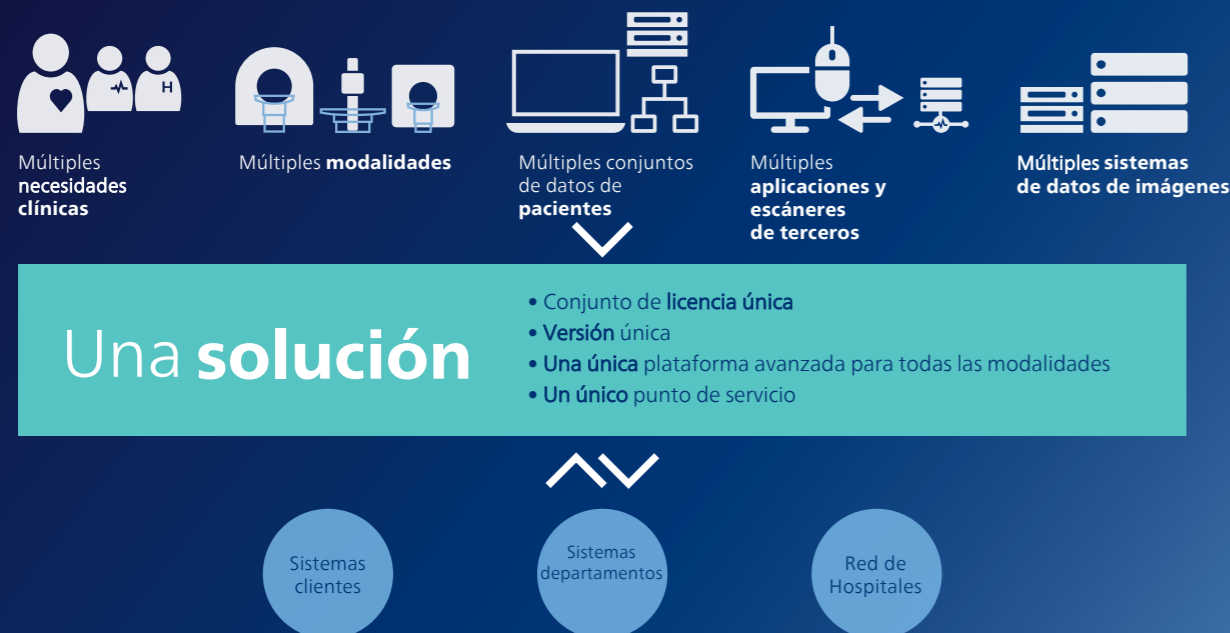 H
Múltiples
necesidades
clínicas
Múltiples modalidades
Múltiples conjuntos
de datos de
pacientes
Múltiples
aplicaciones y
escáneres
de terceros
Múltiples sistemas
de datos de imágenes
Una solución
• Conjunto de licencia única
• Versión única
• Una única plataforma avanzada para todas las modalidades
• Un único punto de servicio
Sistemas
clientes
Sistemas
departamentos
Red de
Hospitales